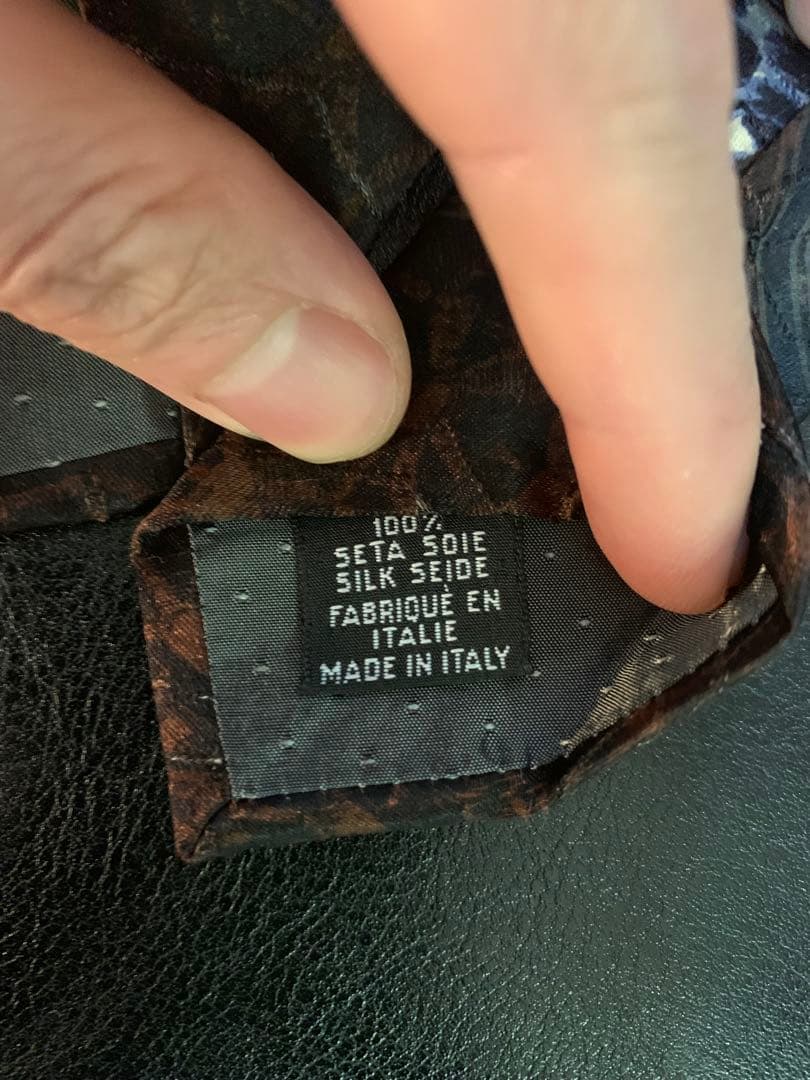 100%
SETA SOIE
SILK SEIDE
FABRIQUÉ EN
ITALIE
MADE IN ITALY